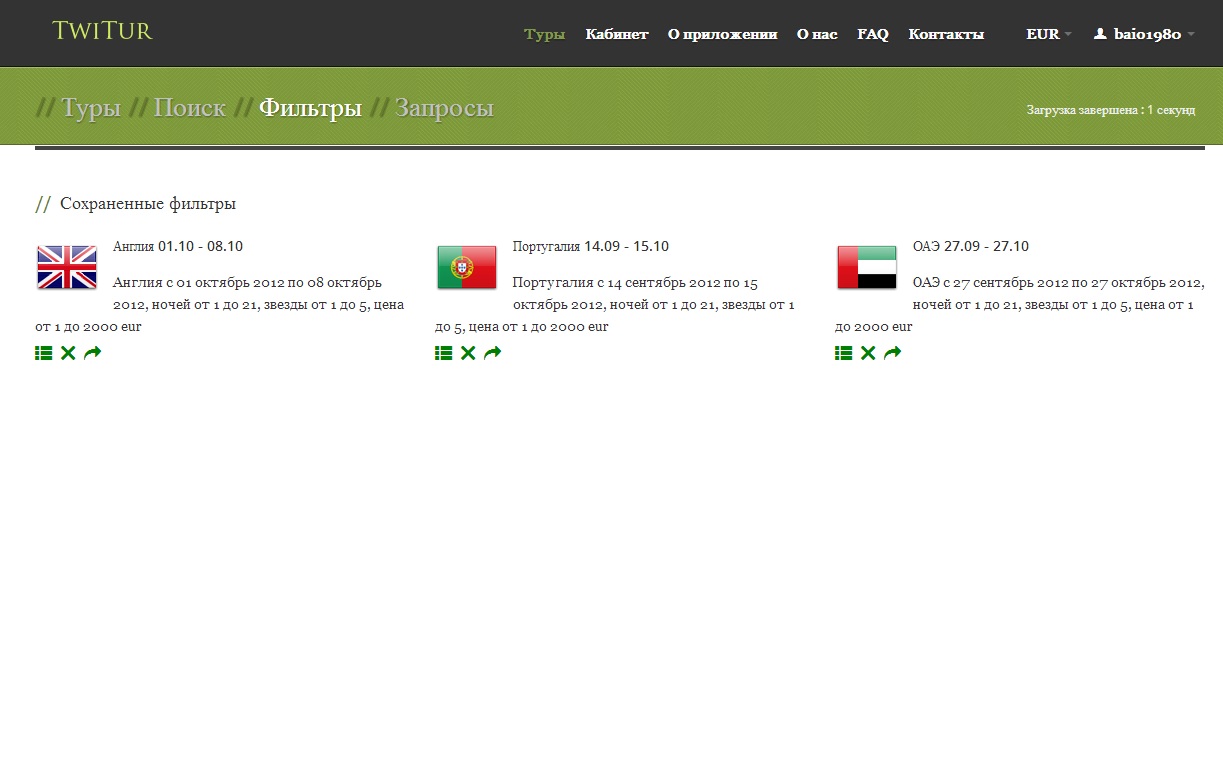 TwiTur
Туры Кабинет О приложении О нас FAQ Контакты EUR baio1980
// Туры // Поиск // Фильтры // Запросы
Загрузка завершена : 1 секунд
// Сохраненные фильтры
Англия 01.10 - 08.10
Англия с 01 октябрь 2012 по 08 октябрь
2012, ночей от 1 до 21, звезды от 1 до 5, цена
от 1 до 2000 eur
Португалия 14.09 - 15.10
Португалия с 14 сентябрь 2012 по 15
октябрь 2012, ночей от 1 до 21, звезды от 1
до 5, цена от 1 до 2000 eur
ОАЭ 27.09 - 27.10
ОАЭ с 27 сентябрь 2012 по 27 октябрь 2012,
ночей от 1 до 21, звезды от 1 до 5, цена от 1
до 2000 eur